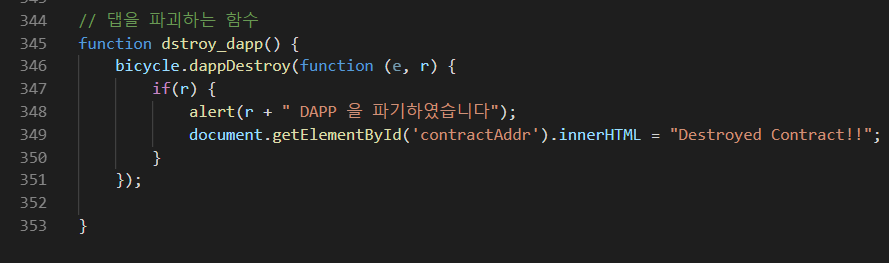 344 // 댑을 파괴하는 함수
345 function dstroy_dapp() {
346 bicycle.dappDestroy(function (e, r) {
347 if(r) {
348 alert(r + " DAPP 을 파기하였습니다");
349 document.getElementById('contractAddr').innerHTML = "Destroyed Contract!!";
350 }
351 });
352
353 }